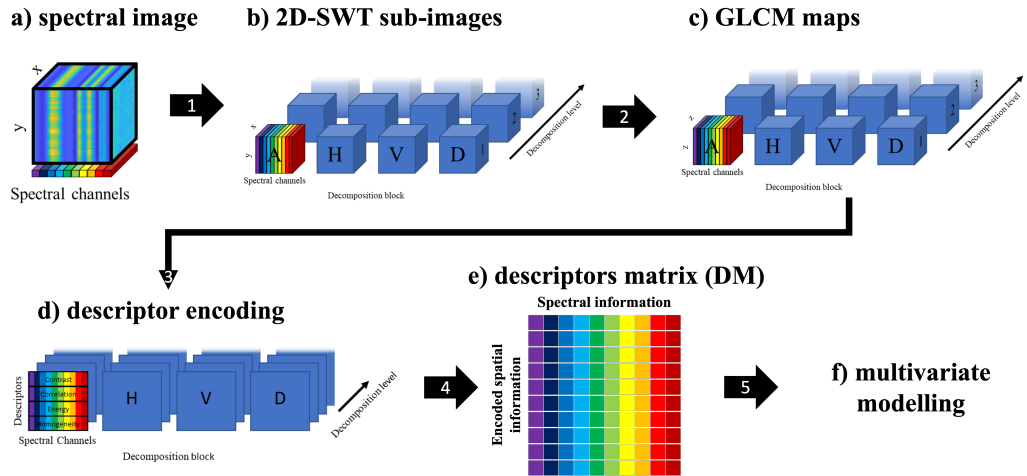 a) spectral image
x
y
Spectral channels
1
b) 2D-SWT sub-images
x
y
A
H
V
D
1
2
3
Spectral channels
Decomposition block
Decomposition level
2
c) GLCM maps
z
z
A
H
V
D
1
2
3
Spectral channels
Decomposition block
Decomposition level
3
d) descriptor encoding
Descriptors
Contrast
Correlation
Energy
Homogeneity
H
V
D
Spectral Channels
Decomposition block
Decomposition level
4
e) descriptors matrix (DM)
Spectral information
Encoded spatial
information
5
f) multivariate
modelling